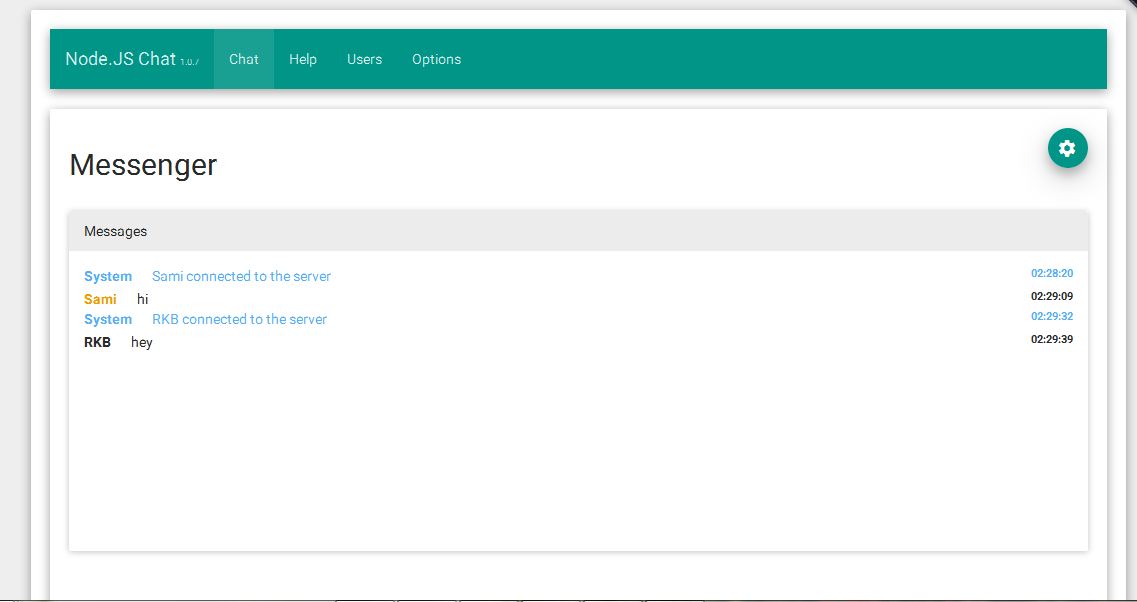 Node.JS Chat 1.0.7 Chat Help Users Options
Messenger
Messages
System Sami connected to the server 02:28:20
Sami hi 02:29:09
System RKB connected to the server 02:29:32
RKB hey 02:29:39